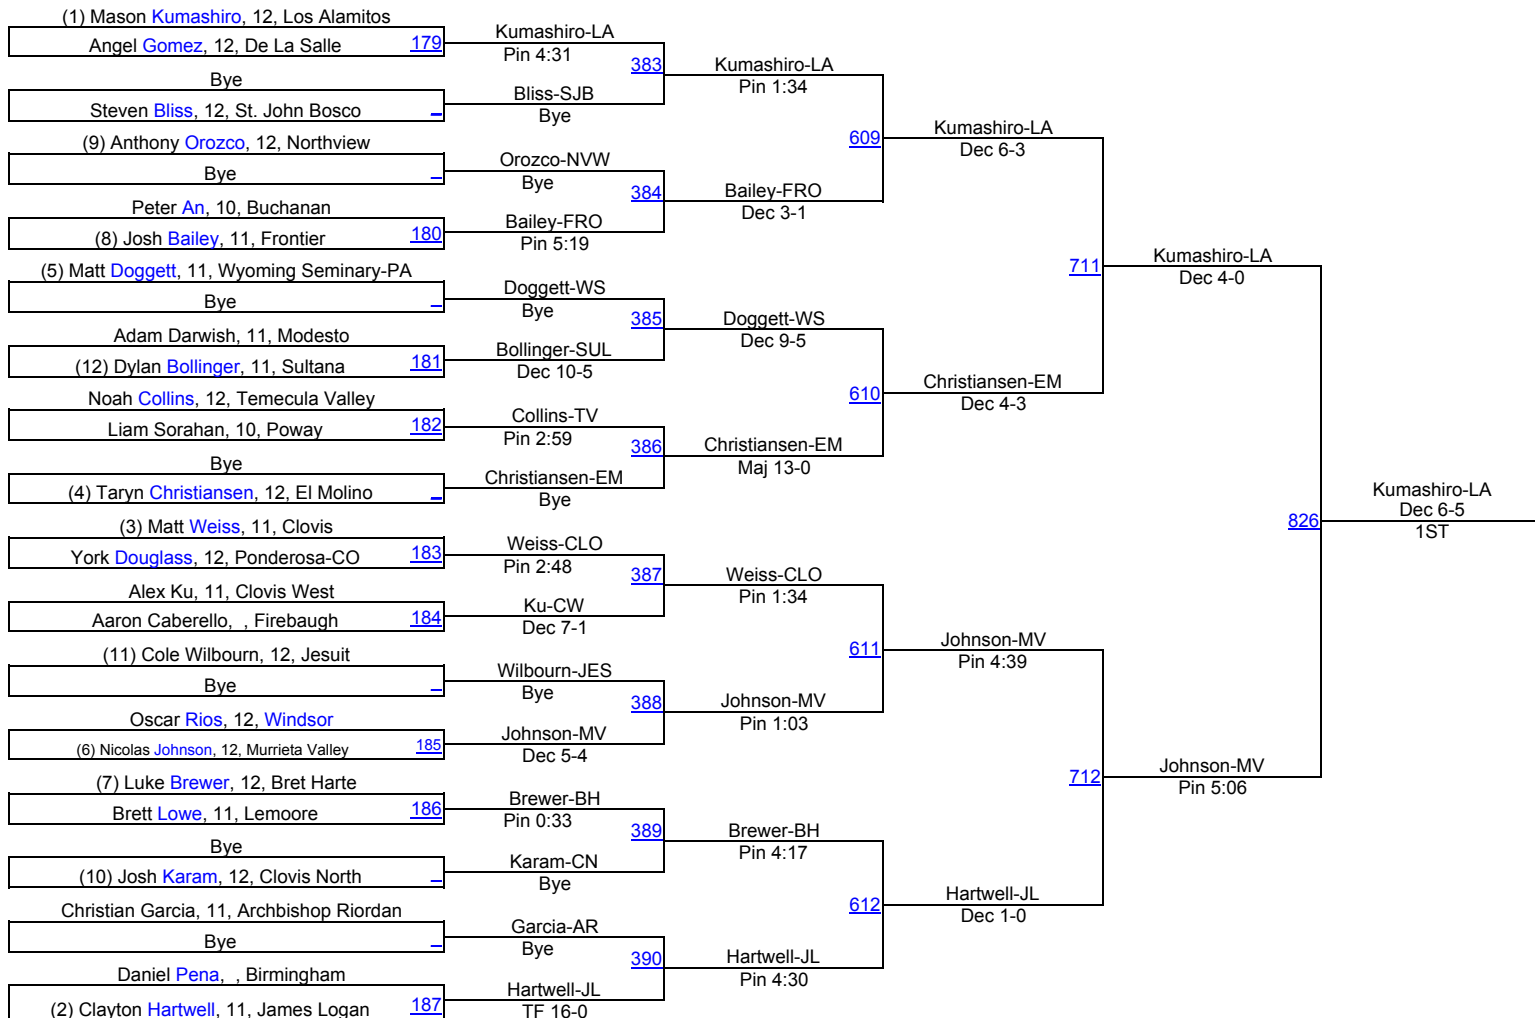 (1) Mason Kumashiro, 12, Los Alamitos
Angel Gomez, 12, De La Salle 179
Bye
Steven Bliss, 12, St. John Bosco _
(9) Anthony Orozco, 12, Northview
Bye _
Peter An, 10, Buchanan
(8) Josh Bailey, 11, Frontier 180
(5) Matt Doggett, 11, Wyoming Seminary-PA
Bye _
Adam Darwish, 11, Modesto
(12) Dylan Bollinger, 11, Sultana 181
Noah Collins, 12, Temecula Valley
Liam Sorahan, 10, Poway 182
Bye
(4) Taryn Christiansen, 12, El Molino _
(3) Matt Weiss, 11, Clovis
York Douglass, 12, Ponderosa-CO 183
Alex Ku, 11, Clovis West
Aaron Caberello, , Firebaugh 184
(11) Cole Wilbourn, 12, Jesuit
Bye _
Oscar Rios, 12, Windsor
(6) Nicolas Johnson, 12, Murrieta Valley 185
(7) Luke Brewer, 12, Bret Harte
Brett Lowe, 11, Lemoore 186
Bye
(10) Josh Karam, 12, Clovis North _
Christian Garcia, 11, Archbishop Riordan
Bye _
Daniel Pena, , Birmingham
(2) Clayton Hartwell, 11, James Logan 187
Kumashiro-LA
Pin 4:31
383
Bliss-SJB
Bye
Orozco-NVW
Bye
384
Bailey-FRO
Pin 5:19
Doggett-WS
Bye
385
Bollinger-SUL
Dec 10-5
Collins-TV
Pin 2:59
386
Christiansen-EM
Bye
Weiss-CLO
Pin 2:48
387
Ku-CW
Dec 7-1
Wilbourn-JES
Bye
388
Johnson-MV
Dec 5-4
Brewer-BH
Pin 0:33
389
Karam-CN
Bye
Garcia-AR
Bye
390
Hartwell-JL
TF 16-0
Kumashiro-LA
Pin 1:34
609
Bailey-FRO
Dec 3-1
Doggett-WS
Dec 9-5
610
Christiansen-EM
Maj 13-0
Weiss-CLO
Pin 1:34
611
Johnson-MV
Pin 1:03
Brewer-BH
Pin 4:17
612
Hartwell-JL
Pin 4:30
Kumashiro-LA
Dec 6-3
711
Christiansen-EM
Dec 4-3
Johnson-MV
Pin 4:39
712
Hartwell-JL
Dec 1-0
Kumashiro-LA
Dec 4-0
826
Johnson-MV
Pin 5:06
Kumashiro-LA
Dec 6-5
1ST